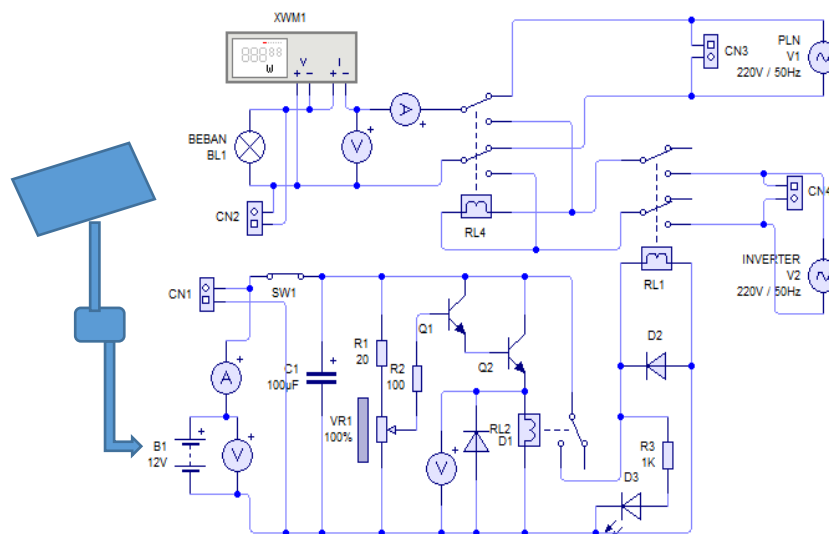 XWM1
W
V I
+ − + −
CN3
PLN
V1
220V / 50Hz
A
+
BEBAN
BL1
V
+
CN2
RL4
CN4
INVERTER
V2
220V / 50Hz
RL1
CN1
SW1
Q1
D2
A
+
C1
100µF
+
R1
20
R2
100
Q2
VR1
100%
RL2
D1
R3
1K
B1
12V
+
V
+
V
+
D3